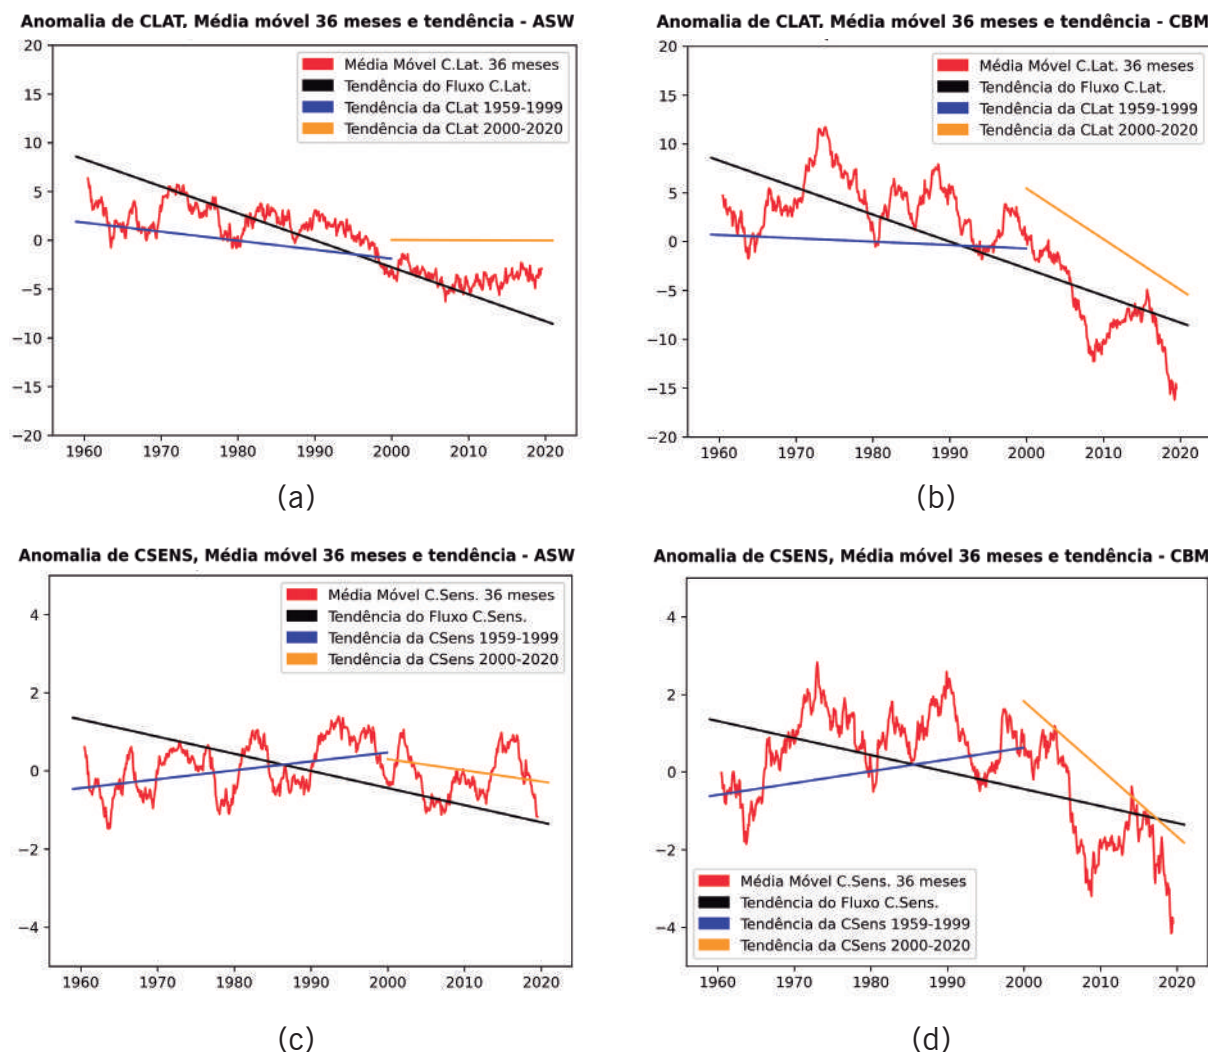 Anomalia de CLAT, Média móvel 36 meses e tendência - ASW
20
15
10
5
0
−5
−10
−15
−20
Média Móvel C.Lat. 36 meses
Tendência do Fluxo C.Lat.
Tendência da CLat 1959-1999
Tendência da CLat 2000-2020
1960 1970 1980 1990 2000 2010 2020
(a)
Anomalia de CLAT, Média móvel 36 meses e tendência - CBM
20
15
10
5
0
−5
−10
−15
−20
Média Móvel C.Lat. 36 meses
Tendência do Fluxo C.Lat.
Tendência da CLat 1959-1999
Tendência da CLat 2000-2020
1960 1970 1980 1990 2000 2010 2020
(b)
Anomalia de CSENS, Média móvel 36 meses e tendência - ASW
4
2
0
−2
−4
Média Móvel C.Sens. 36 meses
Tendência do Fluxo C.Sens.
Tendência da CSens 1959-1999
Tendência da CSens 2000-2020
1960 1970 1980 1990 2000 2010 2020
(c)
Anomalia de CSENS, Média móvel 36 meses e tendência - CBM
4
2
0
−2
−4
Média Móvel C.Sens. 36 meses
Tendência do Fluxo C.Sens.
Tendência da CSens 1959-1999
Tendência da CSens 2000-2020
1960 1970 1980 1990 2000 2010 2020
(d)